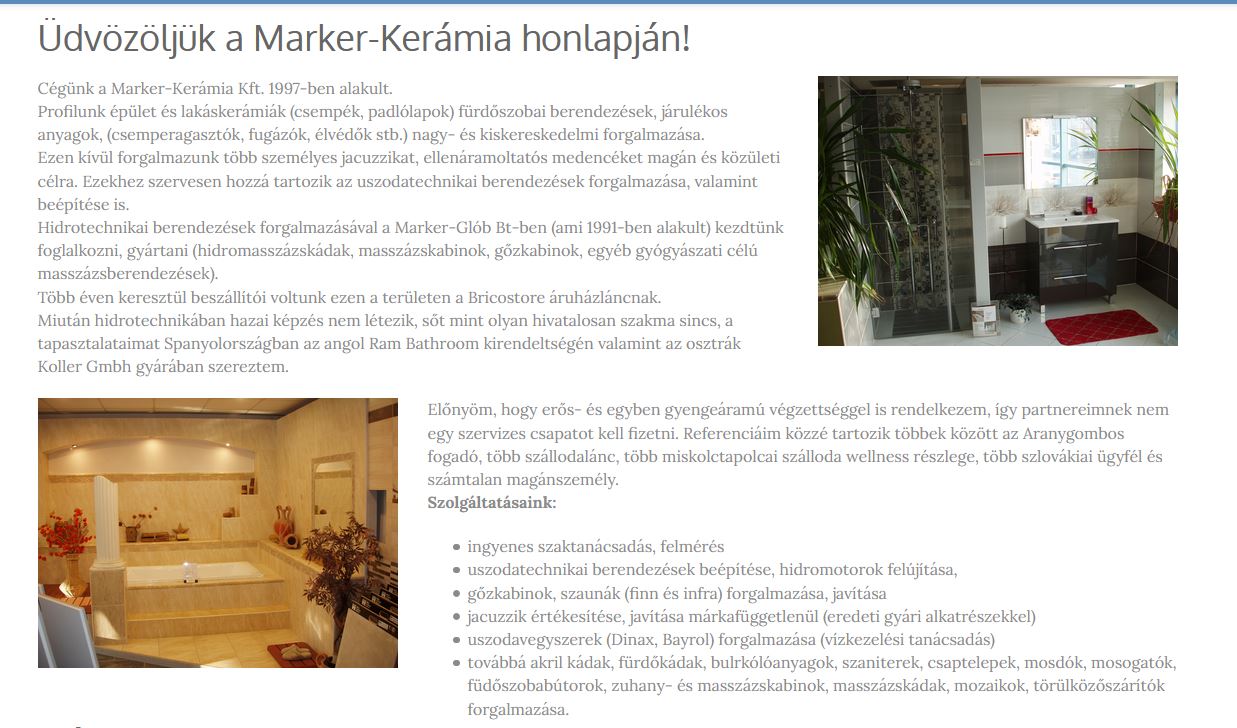 Üdvözöljük a Marker-Kerámia honlapján!
Cégünk a Marker-Kerámia Kft. 1997-ben alakult.
Profilunk épület és lakáskerámiák (csempék, padlólapok) fürdőszobai berendezések, járulékos
anyagok, (csemperagasztók, fugázók, élvédők stb.) nagy- és kiskereskedelmi forgalmazása.
Ezen kívül forgalmazunk több személyes jacuzzikat, ellenáramoltatós medencéket magán és közületi
célra. Ezekhez szervesen hozzá tartozik az uszodatechnikai berendezések forgalmazása, valamint
beépítése is.
Hidrotechnikai berendezések forgalmazásával a Marker-Glób Bt-ben (ami 1991-ben alakult) kezdtünk
foglalkozni, gyártani (hidromasszázskádak, masszázskabinok, gőzkabinok, egyéb gyógyászati célú
masszázsberendezések).
Több éven keresztül beszállítói voltunk ezen a területen a Bricostore áruházláncnak.
Miután hidrotechnikában hazai képzés nem létezik, sőt mint olyan hivatalosan szakma sincs, a
tapasztalataimat Spanyolországban az angol Ram Bathroom kirendeltségén valamint az osztrák
Koller Gmbh gyárában szereztem.
Előnyöm, hogy erős- és egyben gyengeáramú végzettséggel is rendelkezem, így partnereimnek nem
egy szervizes csapatot kell fizetni. Referenciáim közzé tartozik többek között az Aranygombos
fogadó, több szállodalánc, több miskolctapolcai szálloda wellness részlege, több szlovákiai ügyfél és
számtalan magánszemély.
Szolgáltatásaink:
• ingyenes szaktanácsadás, felmérés
• uszodatechnikai berendezések beépítése, hidromotorok felújítása,
• gőzkabinok, szaunák (finn és infra) forgalmazása, javítása
• jacuzzik értékesítése, javítása márkafüggetlenül (eredeti gyári alkatrészekkel)
• uszodavegyszerek (Dinax, Bayrol) forgalmazása (vízkezelési tanácsadás)
• továbbá akril kádak, fürdőkádak, bulrkólóanyagok, szaniterek, csaptelepek, mosdók, mosogatók,
füdőszobabútorok, zuhany- és masszázskabinok, masszázskádak, mozaikok, törülközőszárítók
forgalmazása.